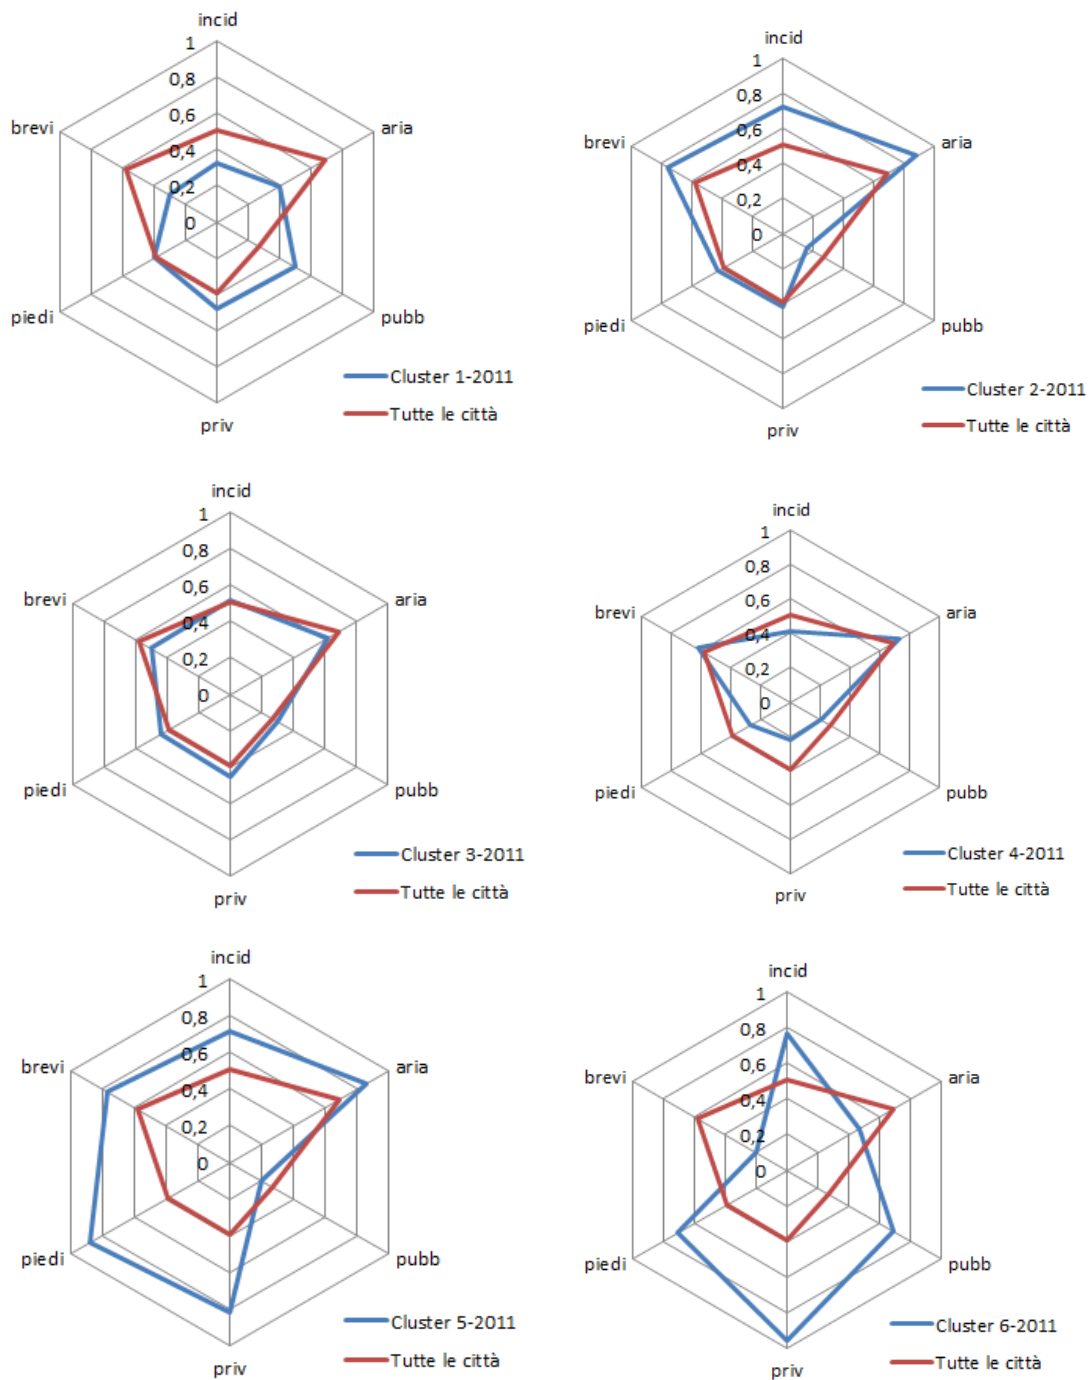 incid
1
0,8
0,6
0,4
0,2
0
brevi
aria
piedi
pubb
priv
Cluster 1-2011
Tutte le città
incid
1
0,8
0,6
0,4
0,2
0
brevi
aria
piedi
pubb
priv
Cluster 2-2011
Tutte le città
incid
1
0,8
0,6
0,4
0,2
0
brevi
aria
piedi
pubb
priv
Cluster 3-2011
Tutte le città
incid
1
0,8
0,6
0,4
0,2
0
brevi
aria
piedi
pubb
priv
Cluster 4-2011
Tutte le città
incid
1
0,8
0,6
0,4
0,2
0
brevi
aria
piedi
pubb
priv
Cluster 5-2011
Tutte le città
incid
1
0,8
0,6
0,4
0,2
0
brevi
aria
piedi
pubb
priv
Cluster 6-2011
Tutte le città